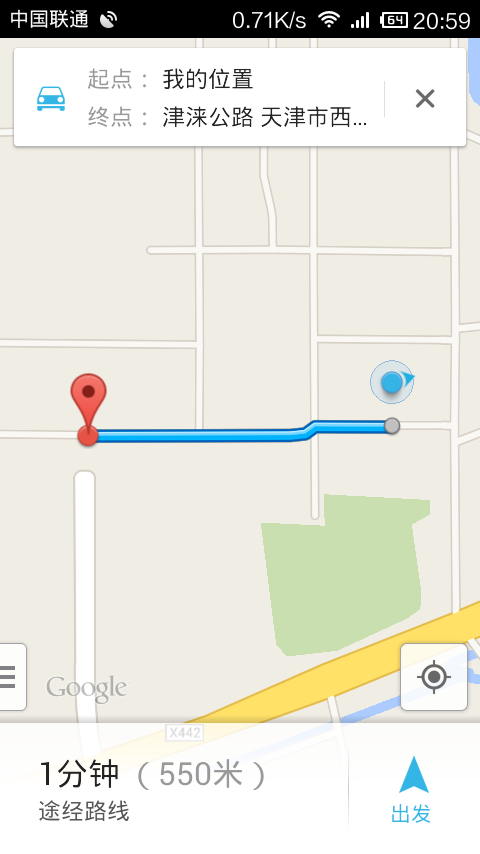 中国联通 0.71K/s 64 20:59
起点： 我的位置
终点： 津涞公路 天津市西...
Google
X442
1分钟（550米）
途经路线
出发